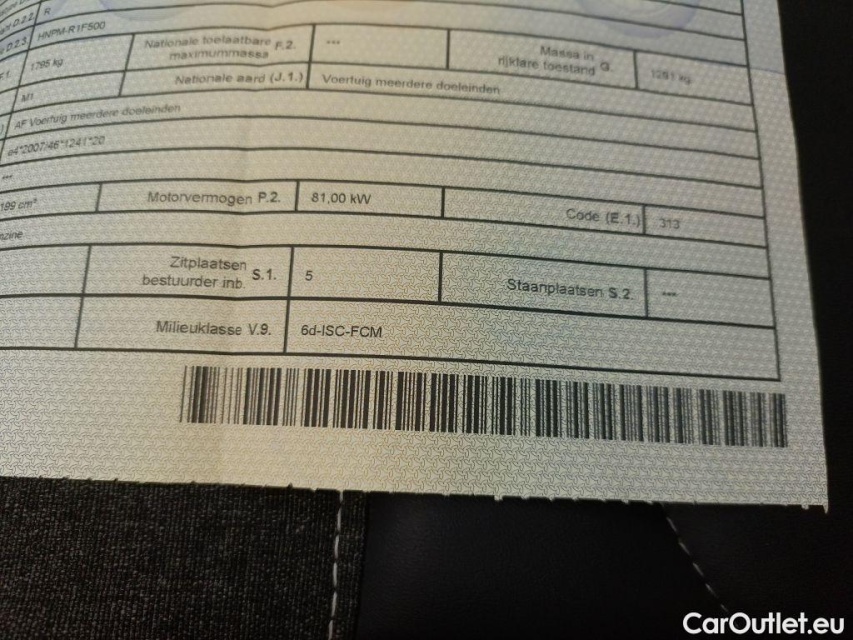 D.2.2. R
D.2.3. HNPM-R1F500
F.1. 1795 kg
Nationale toelaatbare maximummassa F.2.
---
Massa in rijklare toestand G.
1291 kg
M1
Nationale aard (J.1.)
Voertuig meerdere doeleinden
AF Voertuig meerdere doeleinden
e4*2007/46*1241*20
---
199 cm³
Motorvermogen P.2.
81,00 kW
Code (E.1.)
313
nzine
Zitplaatsen bestuurder inb. S.1.
5
Staanplaatsen S.2.
---
Milieuklasse V.9.
6d-ISC-FCM
CarOutlet.eu